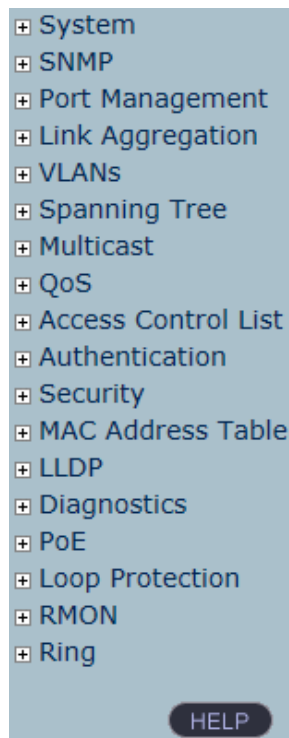 System
SNMP
Port Management
Link Aggregation
VLANs
Spanning Tree
Multicast
QoS
Access Control List
Authentication
Security
MAC Address Table
LLDP
Diagnostics
PoE
Loop Protection
RMON
Ring
HELP